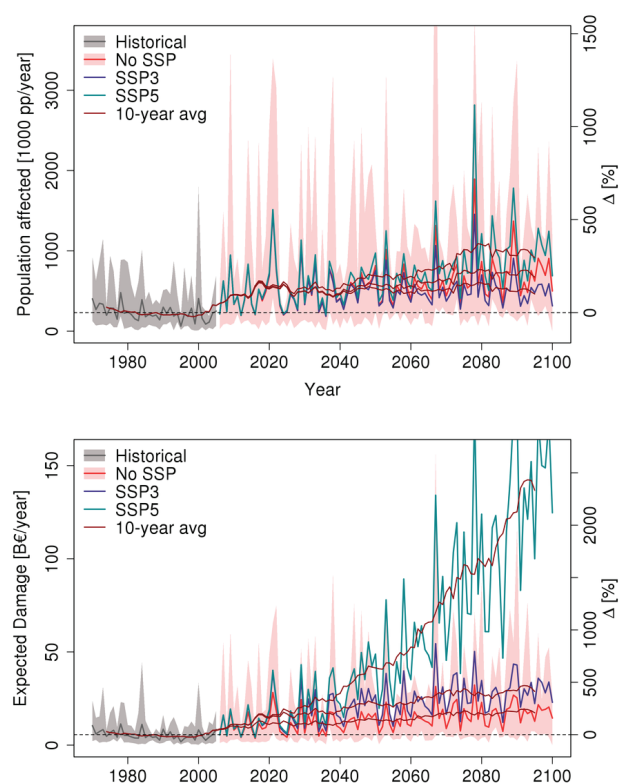 Historical
No SSP
SSP3
SSP5
10-year avg
Population affected [1000 pp/year]
0
1000
2000
3000
0
500
1000
1500
Δ [%]
1980
2000
2020
2040
2060
2080
2100
Year
Historical
No SSP
SSP3
SSP5
10-year avg
Expected Damage [B€/year]
0
50
100
150
0
500
1000
2000
Δ [%]
1980
2000
2020
2040
2060
2080
2100